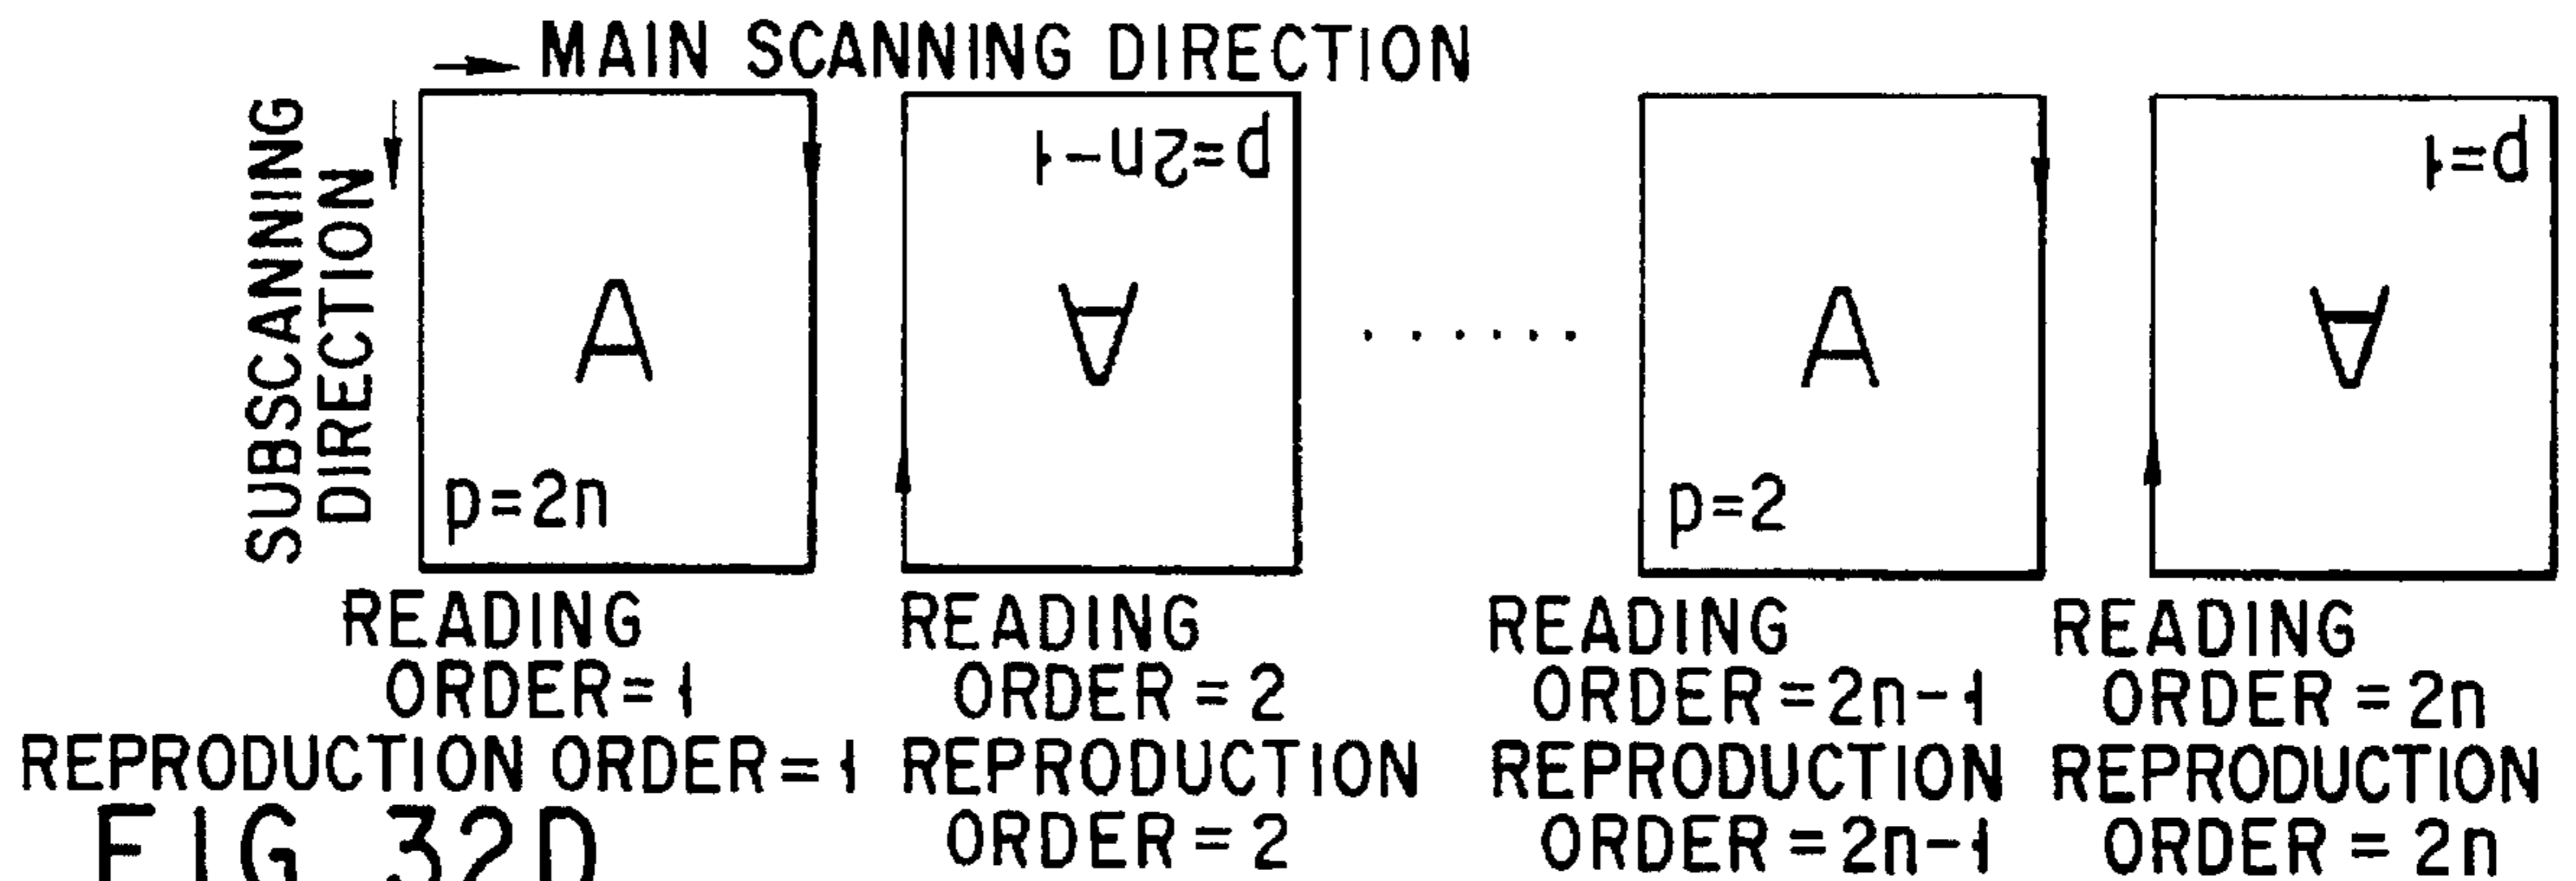 MAIN SCANNING DIRECTION
SUBSCANNING
DIRECTION
A
p=2n
p=2n-1
A
......
A
p=2
p=1
A
READING
ORDER=1
REPRODUCTION ORDER=1
READING
ORDER=2
REPRODUCTION
ORDER=2
READING
ORDER=2n-1
REPRODUCTION
ORDER=2n-1
READING
ORDER=2n
REPRODUCTION
ORDER=2n
FIG. 32D